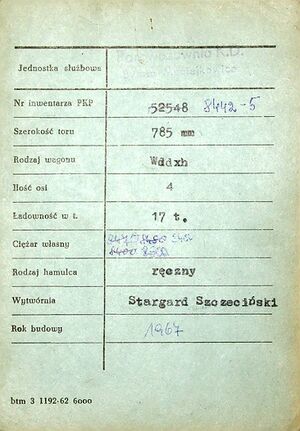 Jednostka służbowa
Nr inwentarza PKP 52548 8442-5
Szerokość toru 785 mm
Rodzaj wagonu Wddxh
Ilość osi 4
Ładowność w t. 17 t.
Ciężar własny
Rodzaj hamulca ręczny
Wytwórnia Stargard Szczeciński
Rok budowy 1967
btm 3 1192-62 6000